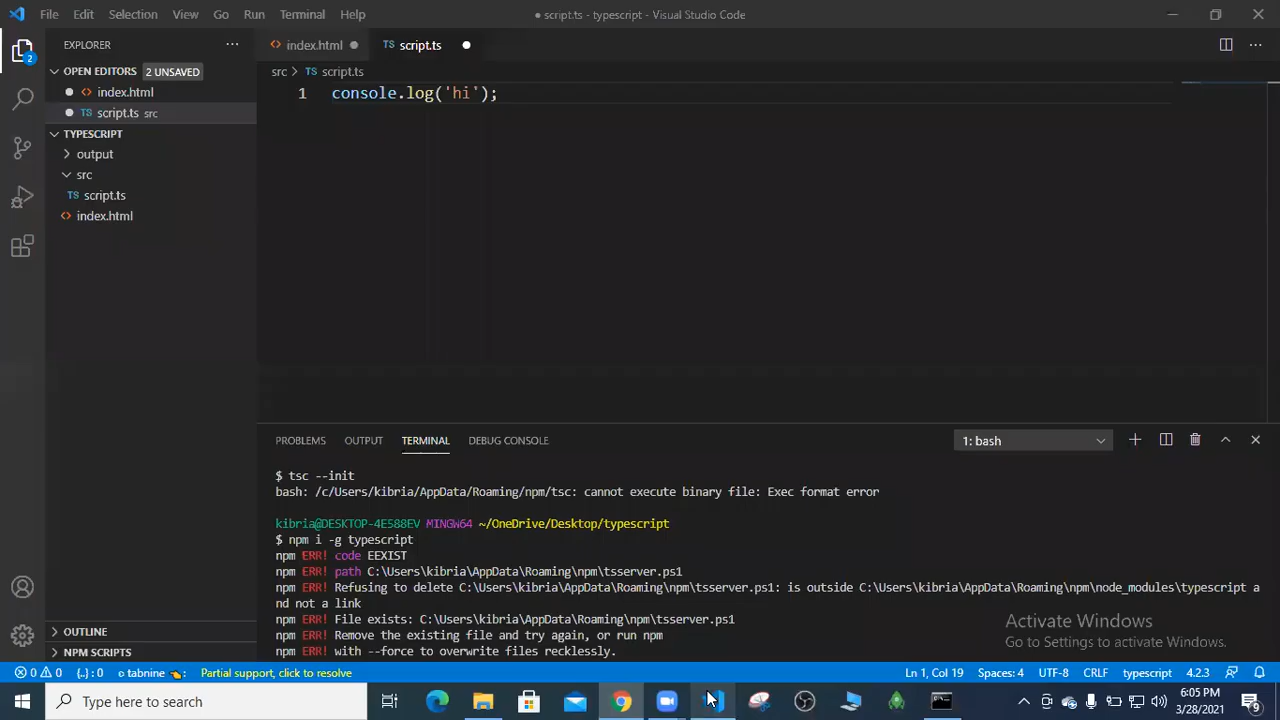 File Edit Selection View Go Run Terminal Help
● script.ts - typescript - Visual Studio Code
EXPLORER
OPEN EDITORS 2 UNSAVED
index.html
TS script.ts src
TYPESCRIPT
output
src
TS script.ts
index.html
OUTLINE
NPM SCRIPTS
2
index.html
TS script.ts
src > TS script.ts
1 console.log('hi');
PROBLEMS OUTPUT TERMINAL DEBUG CONSOLE
1: bash
$ tsc --init
bash: /c/Users/kibria/AppData/Roaming/npm/tsc: cannot execute binary file: Exec format error
kibria@DESKTOP-4E588EV MINGW64 ~/OneDrive/Desktop/typescript
$ npm i -g typescript
npm ERR! code EEXIST
npm ERR! path C:\Users\kibria\AppData\Roaming\npm\tsserver.ps1
npm ERR! Refusing to delete C:\Users\kibria\AppData\Roaming\npm\tsserver.ps1: is outside C:\Users\kibria\AppData\Roaming\npm\node_modules\typescript a
nd not a link
npm ERR! File exists: C:\Users\kibria\AppData\Roaming\npm\tsserver.ps1
npm ERR! Remove the existing file and try again, or run npm
npm ERR! with --force to overwrite files recklessly.
Activate Windows
Go to Settings to activate Windows.
0 0 {..} : 0 tabnine 👈: Partial support, click to resolve
Ln 1, Col 19 Spaces: 4 UTF-8 CRLF typescript 4.2.3
Type here to search
6:05 PM
3/28/2021
9